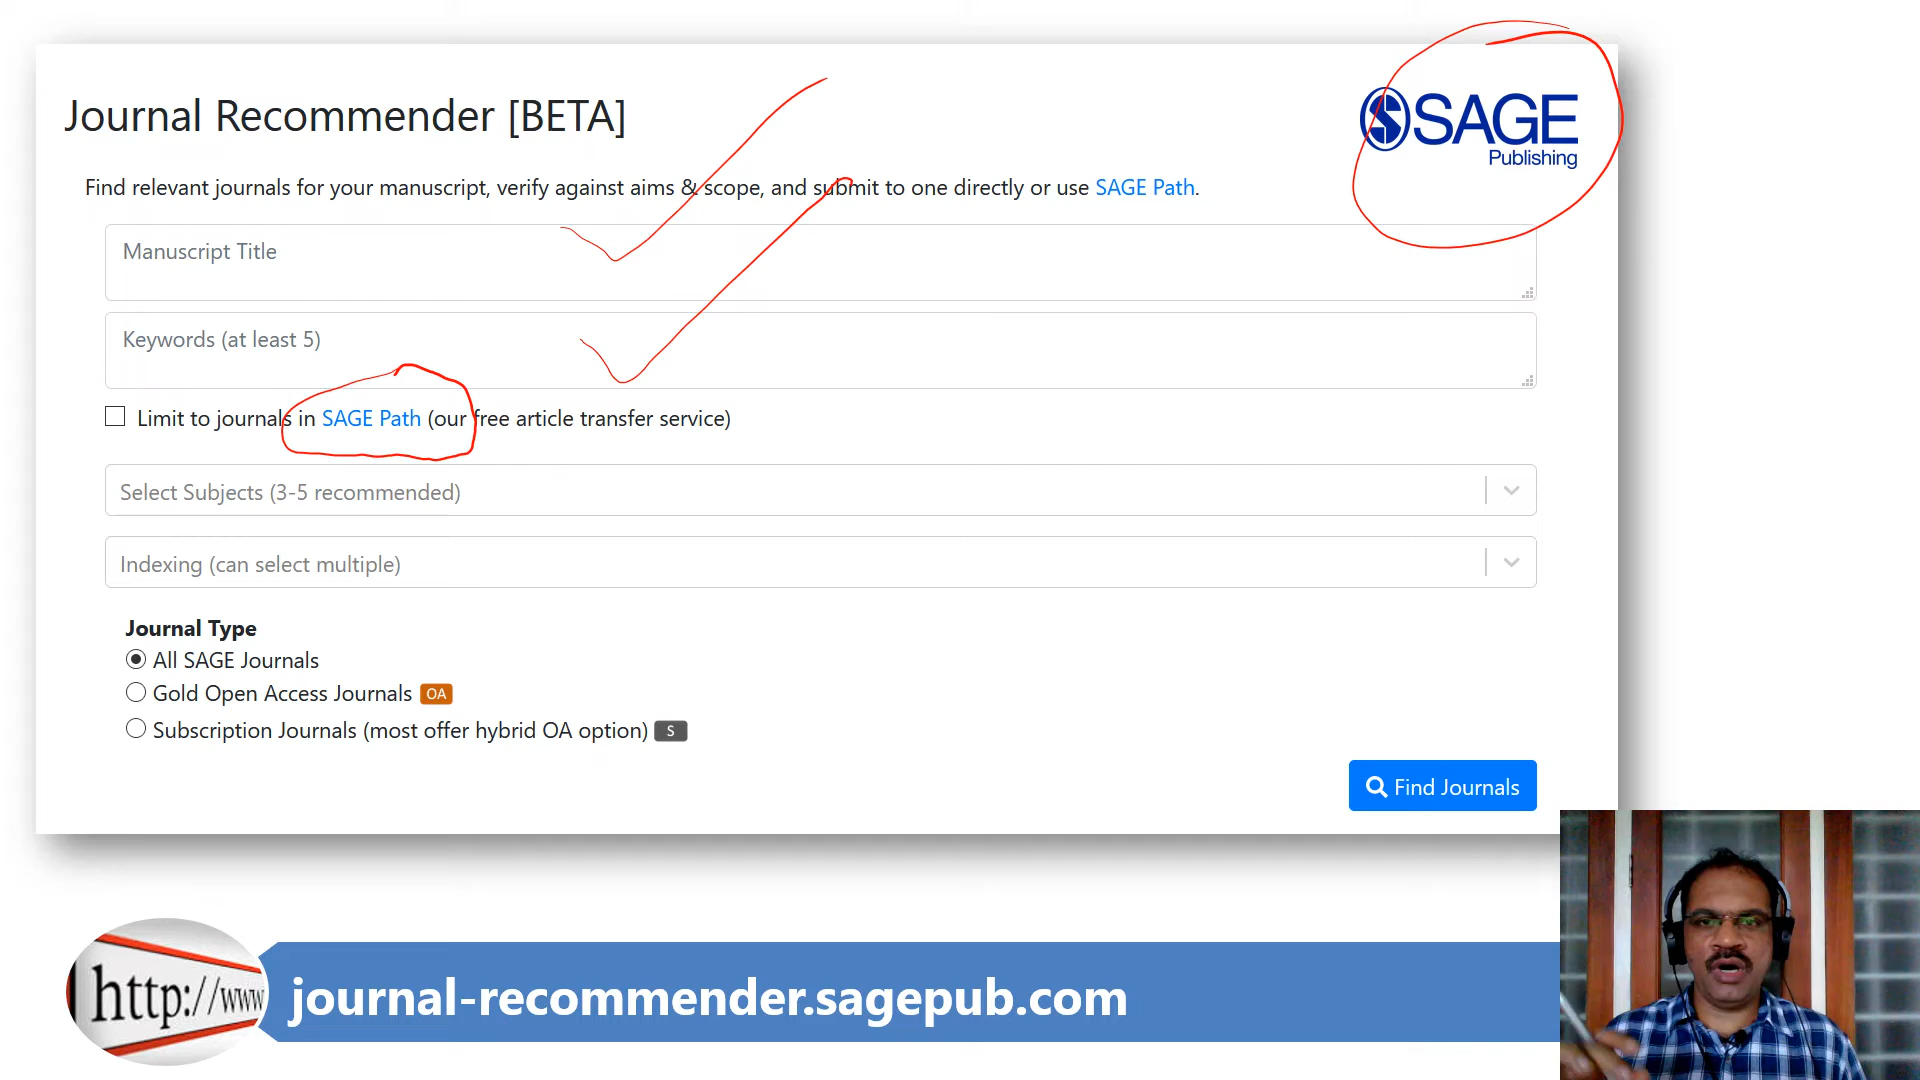 Journal Recommender [BETA]
SAGE
Publishing
Find relevant journals for your manuscript, verify against aims & scope, and submit to one directly or use SAGE Path.
Manuscript Title
Keywords (at least 5)
Limit to journals in SAGE Path (our free article transfer service)
Select Subjects (3-5 recommended)
Indexing (can select multiple)
Journal Type
All SAGE Journals
Gold Open Access Journals OA
Subscription Journals (most offer hybrid OA option) S
Find Journals
http://www
journal-recommender.sagepub.com